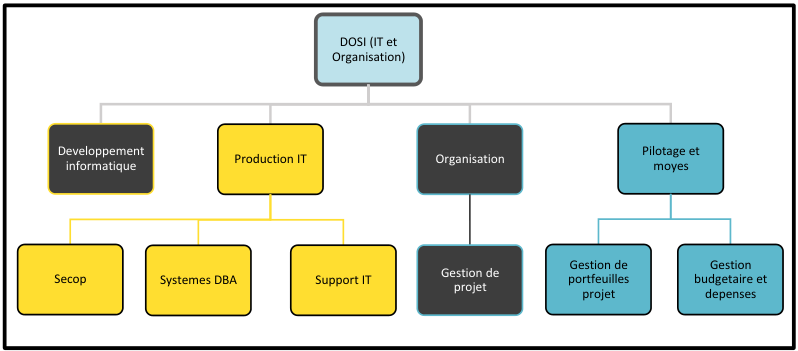 DOSI (IT et
Organisation)
Developpement
informatique
Production IT
Organisation
Pilotage et
moyes
Secop
Systemes DBA
Support IT
Gestion de
projet
Gestion de
portfeuilles
projet
Gestion
budgetaire et
depenses